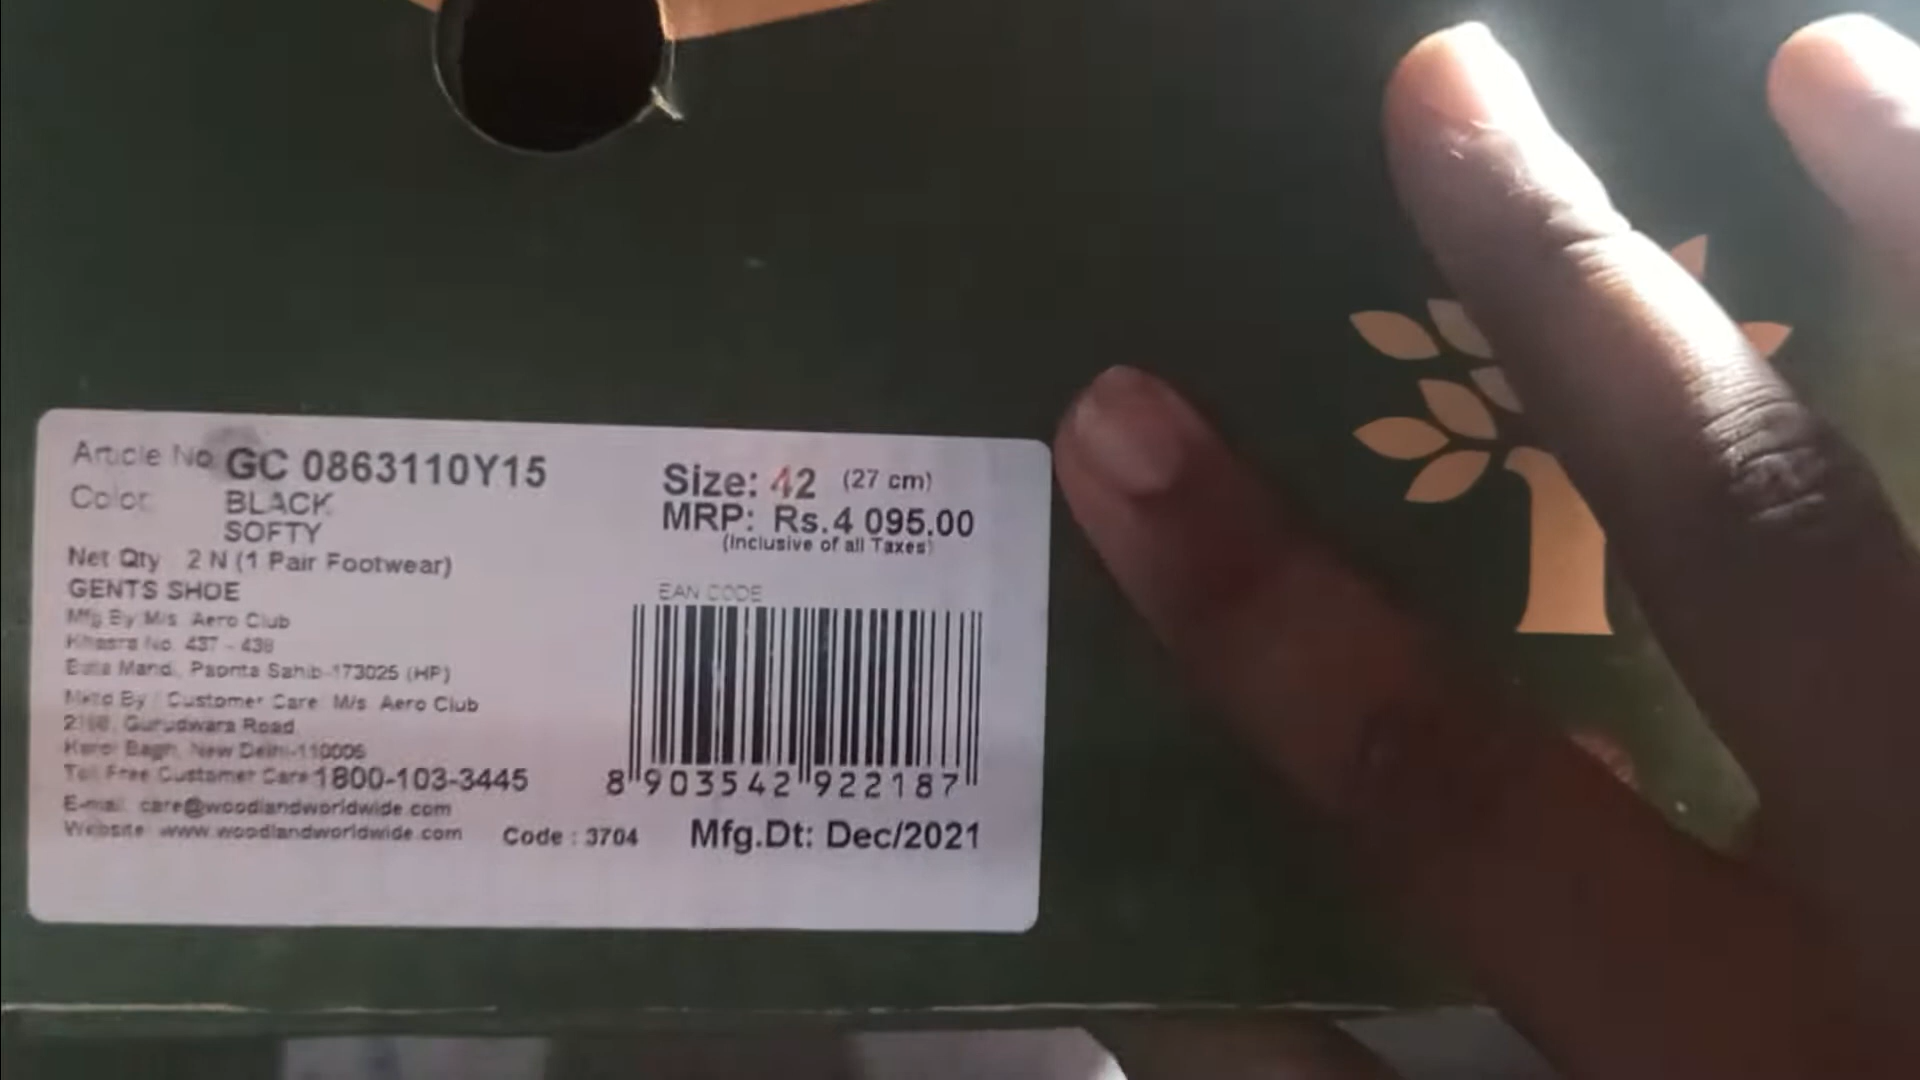 Article No GC 0863110Y15
Color: BLACK
SOFTY
Net Qty 2 N (1 Pair Footwear)
GENTS SHOE
Mfg By M/s Aero Club
Khasra No. 437 - 438
Mandi, Paonta Sahib-173025 (HP)
Mktd By / Customer Care: M/s Aero Club
Gurudwara Road
Karol Bagh, New Delhi-110005
Toll Free Customer Care 1800-103-3445
E-mail care@woodlandworldwide.com
Website www.woodlandworldwide.com
Code : 3704
Size: 42 (27 cm)
MRP: Rs.4 095.00
(Inclusive of all Taxes)
EAN CODE
8 903542 922187
Mfg.Dt: Dec/2021